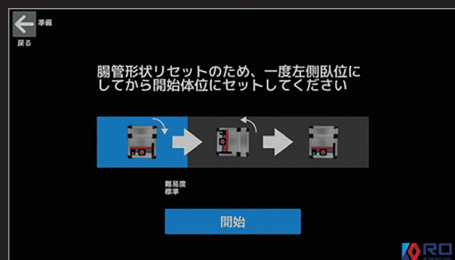 準備
戻る
腸管形状リセットのため、一度左側臥位に
してから開始体位にセットしてください
難易度
標準
開始